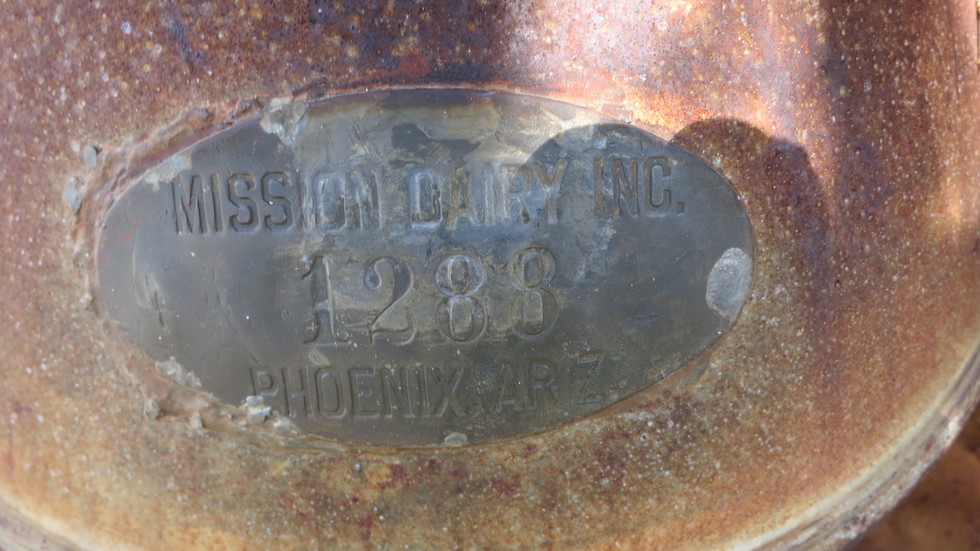 MISSION DAIRY INC.
1288
PHOENIX, ARIZ.